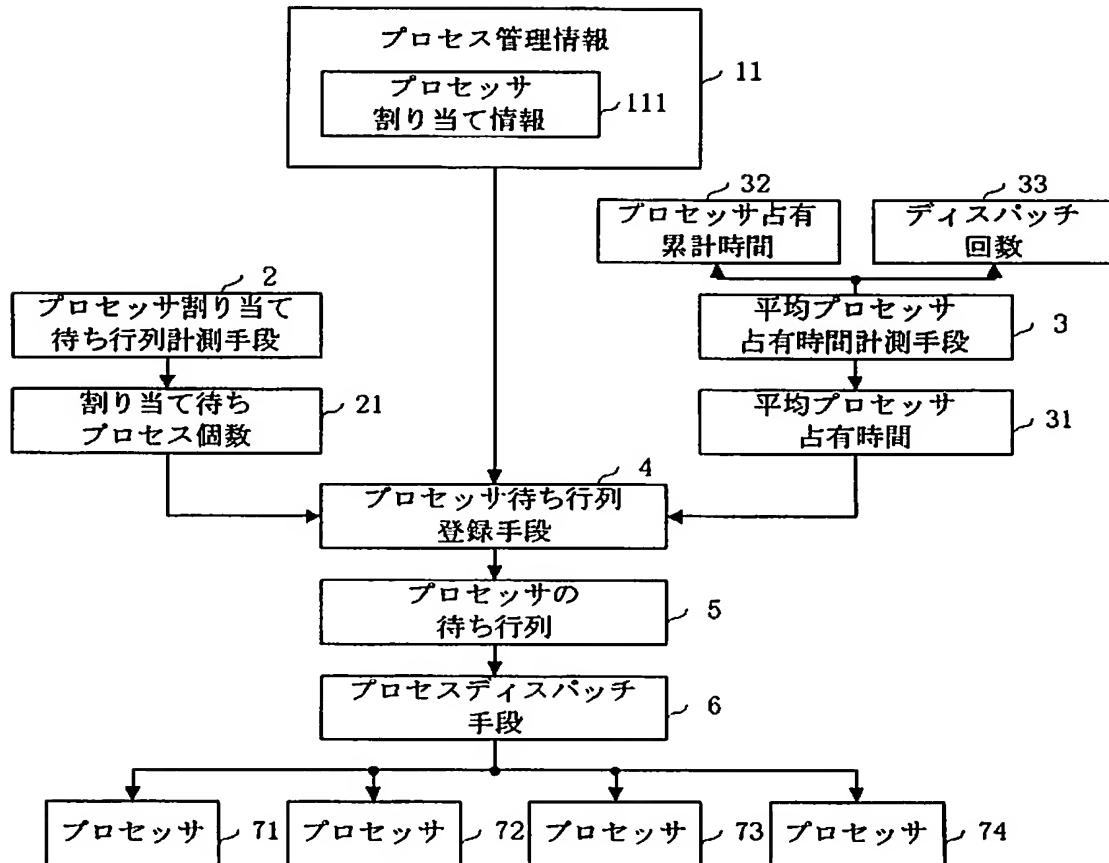 プロセス管理情報
プロセッサ
割り当て情報
111
11
32
33
プロセッサ占有
累計時間
ディスパッチ
回数
2
プロセッサ割り当て
待ち行列計測手段
平均プロセッサ
占有時間計測手段
3
割り当て待ち
プロセス個数
21
平均プロセッサ
占有時間
31
4
プロセッサ待ち行列
登録手段
プロセッサの
待ち行列
5
プロセスディスパッチ
手段
6
プロセッサ
71
プロセッサ
72
プロセッサ
73
プロセッサ
74